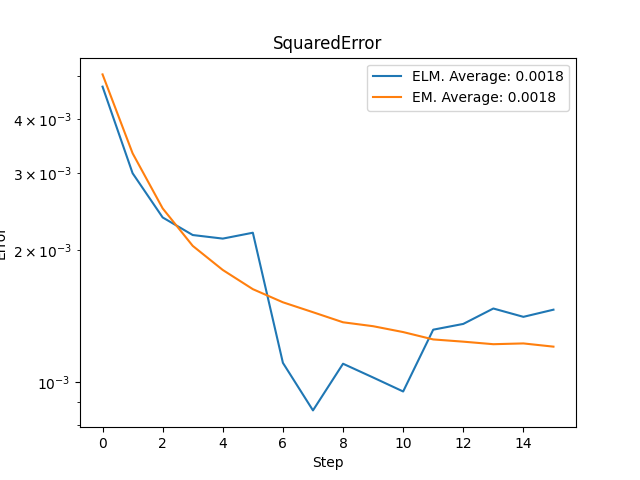 SquaredError
ELM. Average: 0.0018
EM. Average: 0.0018
4 × 10⁻³
3 × 10⁻³
2 × 10⁻³
10⁻³
Error
0 2 4 6 8 10 12 14
Step